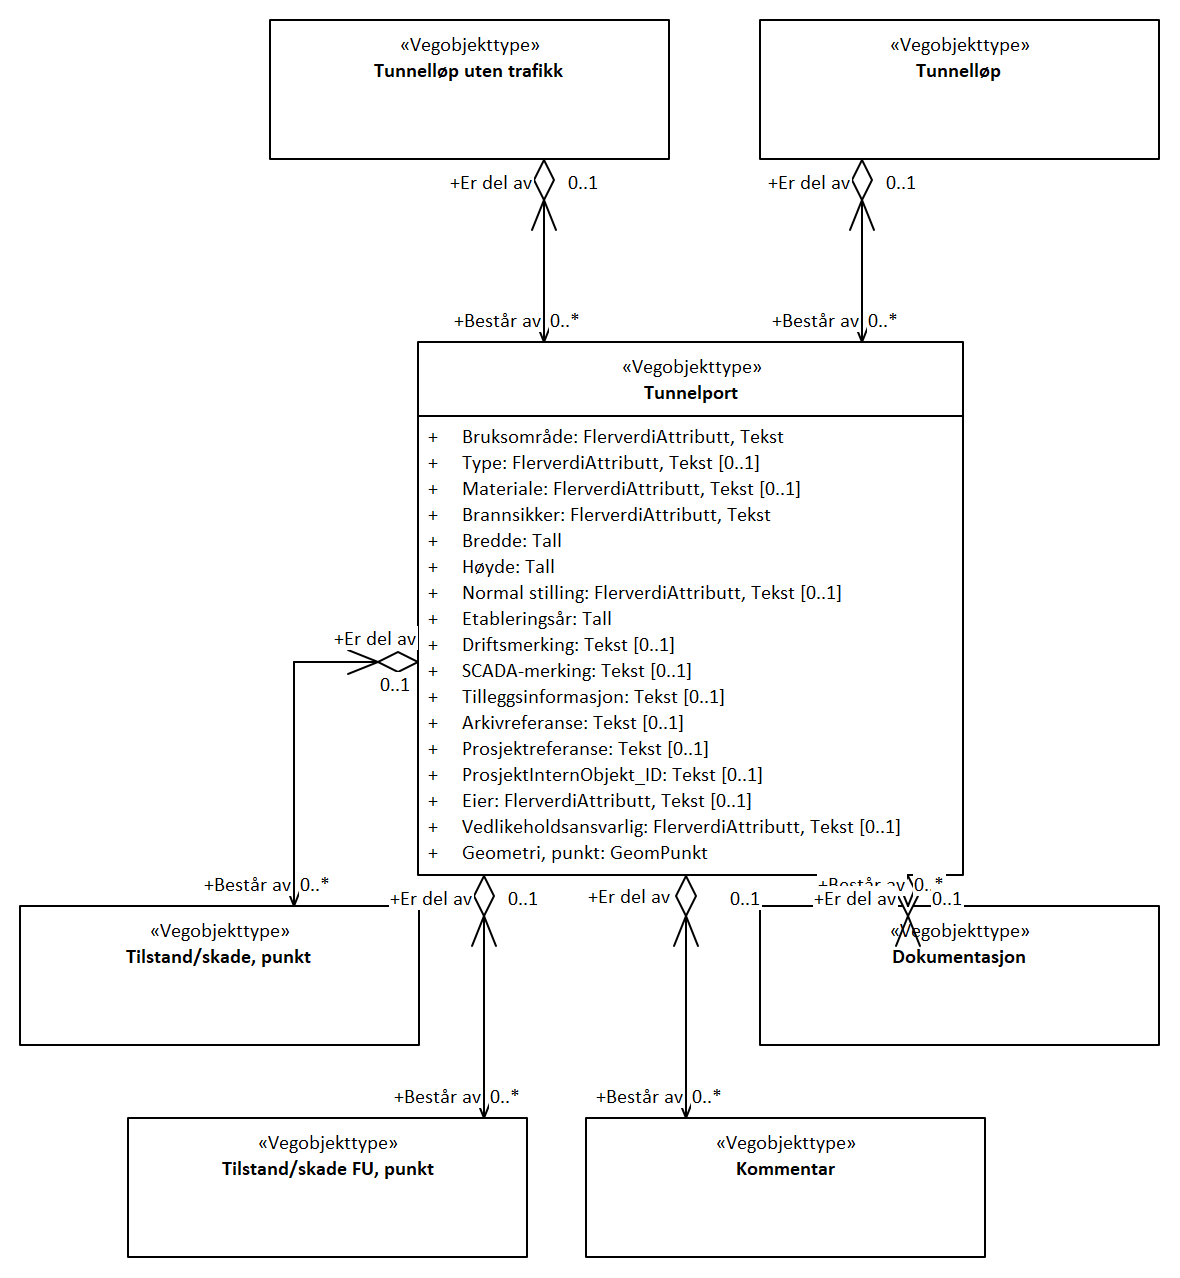 «Vegobjekttype»
Tunnelløp uten trafikk
«Vegobjekttype»
Tunnelløp
+Er del av
0..1
+Er del av
0..1
+Består av
0..*
+Består av
0..*
«Vegobjekttype»
Tunnelport
+ Bruksområde: FlerverdiAttributt, Tekst
+ Type: FlerverdiAttributt, Tekst [0..1]
+ Materiale: FlerverdiAttributt, Tekst [0..1]
+ Brannsikker: FlerverdiAttributt, Tekst
+ Bredde: Tall
+ Høyde: Tall
+ Normal stilling: FlerverdiAttributt, Tekst [0..1]
+ Etableringsår: Tall
+ Driftsmerking: Tekst [0..1]
+ SCADA-merking: Tekst [0..1]
+ Tilleggsinformasjon: Tekst [0..1]
+ Arkivreferanse: Tekst [0..1]
+ Prosjektreferanse: Tekst [0..1]
+ ProsjektInternObjekt_ID: Tekst [0..1]
+ Eier: FlerverdiAttributt, Tekst [0..1]
+ Vedlikeholdsansvarlig: FlerverdiAttributt, Tekst [0..1]
+ Geometri, punkt: GeomPunkt
+Er del av
0..1
+Består av
0..*
+Er del av
0..1
+Er del av
0..1
+Består av
0..*
+Er del av
0..1
«Vegobjekttype»
Tilstand/skade, punkt
«Vegobjekttype»
Dokumentasjon
+Består av
0..*
+Består av
0..*
«Vegobjekttype»
Tilstand/skade FU, punkt
«Vegobjekttype»
Kommentar